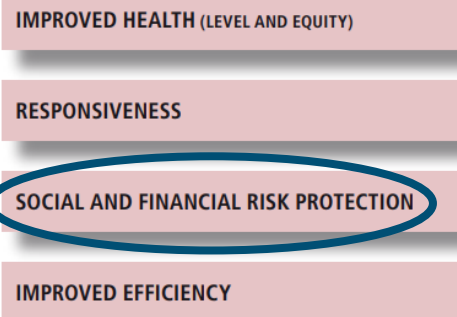 IMPROVED HEALTH (LEVEL AND EQUITY)
RESPONSIVENESS
SOCIAL AND FINANCIAL RISK PROTECTION
IMPROVED EFFICIENCY